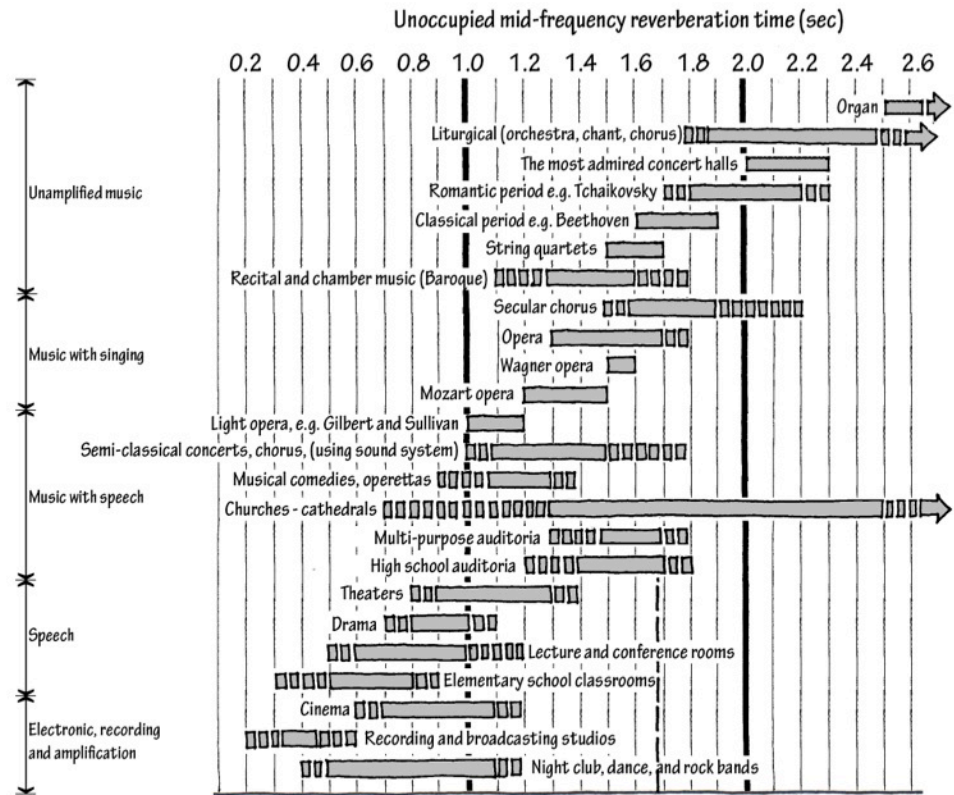 Unoccupied mid-frequency reverberation time (sec)
0.2 0.4 0.6 0.8 1.0 1.2 1.4 1.6 1.8 2.0 2.2 2.4 2.6
Organ
Liturgical (orchestra, chant, chorus)
The most admired concert halls
Unamplified music
Romantic period e.g. Tchaikovsky
Classical period e.g. Beethoven
String quartets
Recital and chamber music (Baroque)
Secular chorus
Opera
Music with singing
Wagner opera
Mozart opera
Light opera, e.g. Gilbert and Sullivan
Semi-classical concerts, chorus, (using sound system)
Musical comedies, operettas
Music with speech
Churches - cathedrals
Multi-purpose auditoria
High school auditoria
Theaters
Drama
Speech
Lecture and conference rooms
Elementary school classrooms
Cinema
Electronic, recording
and amplification
Recording and broadcasting studios
Night club, dance, and rock bands